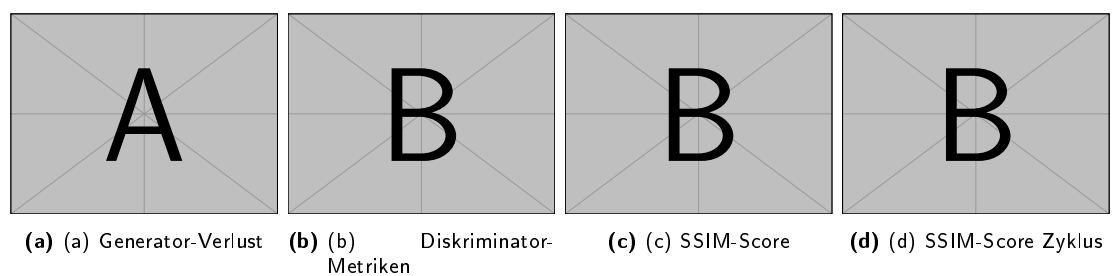 A
B
B
B
(a) (a) Generator-Verlust
(b) (b) Diskriminator-
Metriken
(c) (c) SSIM-Score
(d) (d) SSIM-Score Zyklus